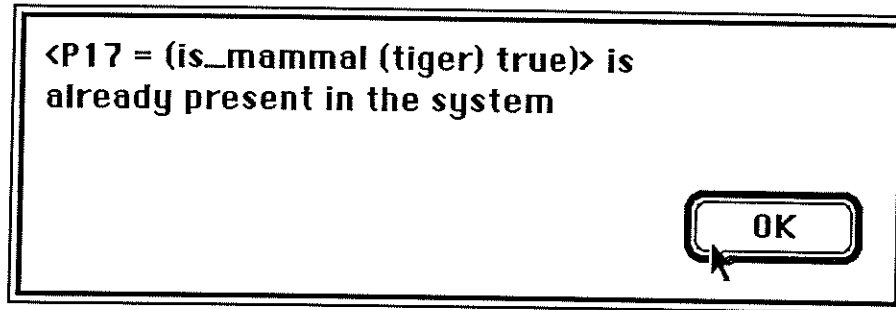 <P17 = (is_mammal (tiger) true)> is
already present in the system
OK